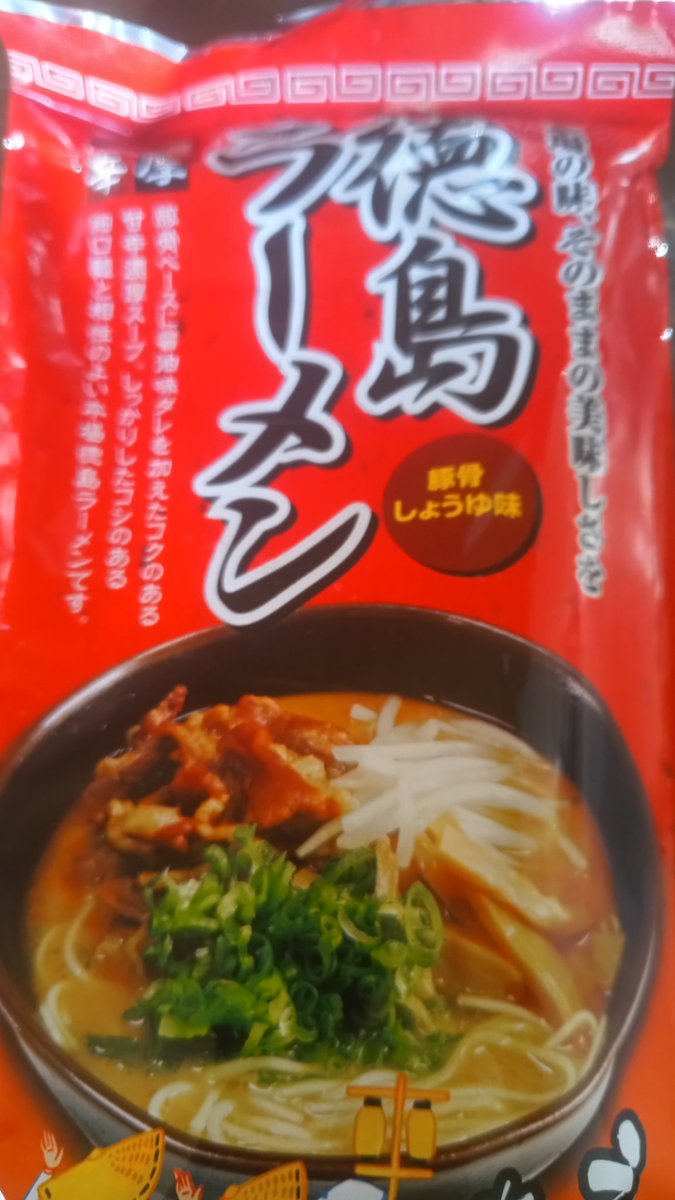 の味、そのままの美味しさを
徳島
ラーメン
豚骨
しょうゆ味
豚骨ベースに醤油味タレを加えたコクのある
甘辛濃厚スープ。しっかりしたコシのある
細口麺と相性のよい本場徳島ラーメンです。